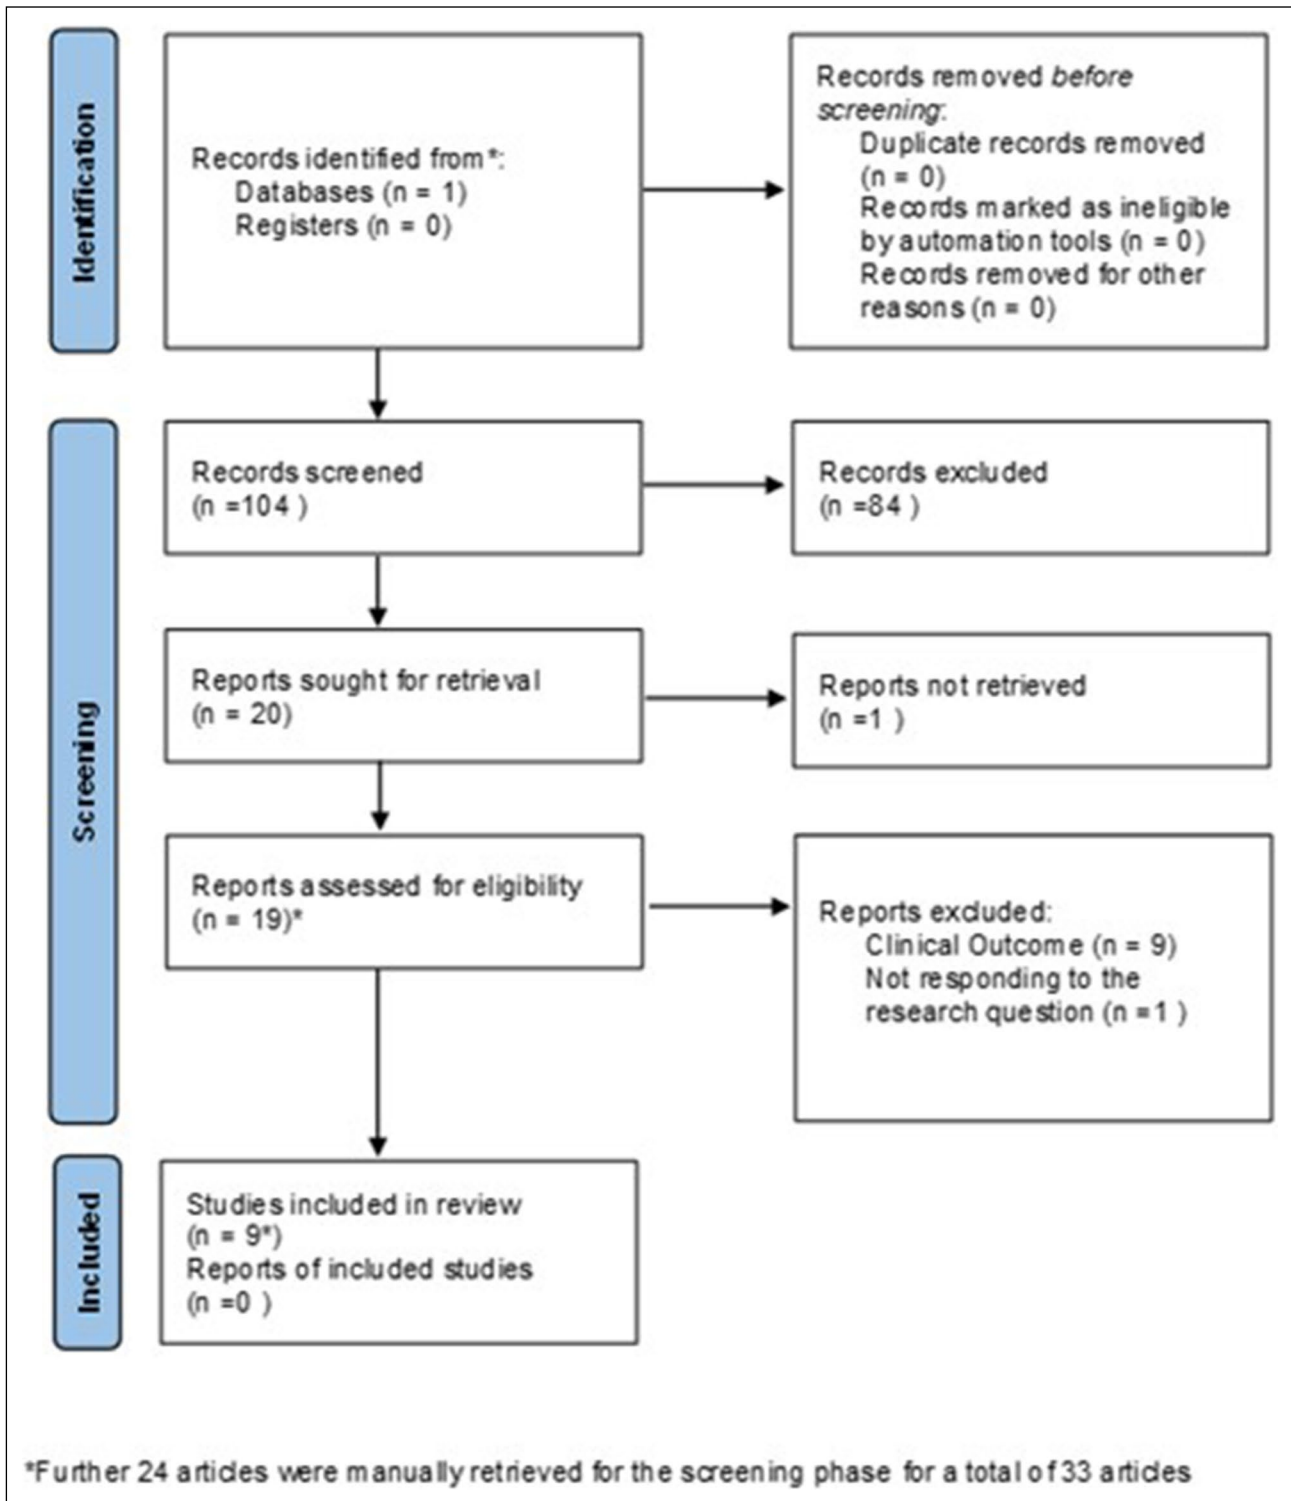 Identification
Records identified from*:
Databases (n = 1)
Registers (n = 0)
Records removed before
screening:
Duplicate records removed
(n = 0)
Records marked as ineligible
by automation tools (n = 0)
Records removed for other
reasons (n = 0)
Screening
Records screened
(n =104 )
Records excluded
(n =84 )
Reports sought for retrieval
(n = 20)
Reports not retrieved
(n =1 )
Reports assessed for eligibility
(n = 19)*
Reports excluded:
Clinical Outcome (n = 9)
Not responding to the
research question (n =1 )
Included
Studies included in review
(n = 9*)
Reports of included studies
(n =0 )
*Further 24 articles were manually retrieved for the screening phase for a total of 33 articles